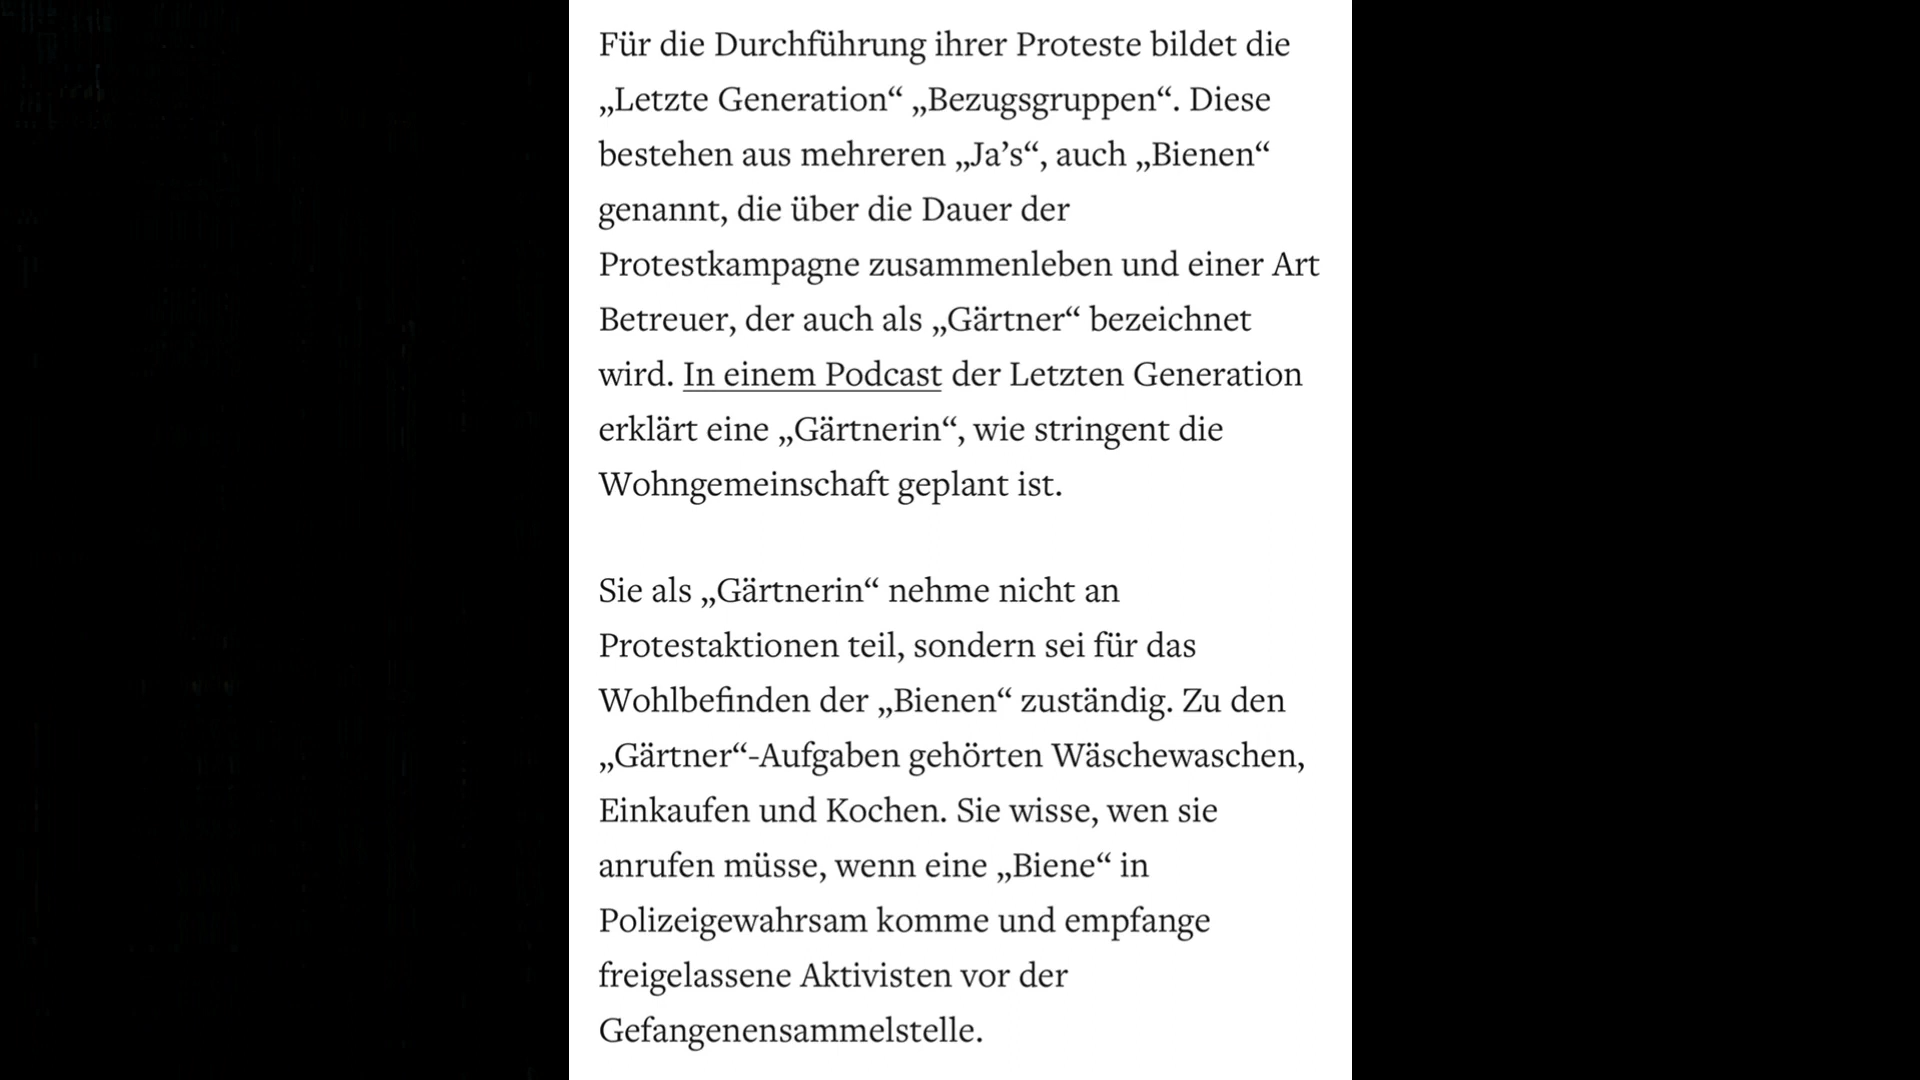 Für die Durchführung ihrer Proteste bildet die
„Letzte Generation“ „Bezugsgruppen“. Diese
bestehen aus mehreren „Ja’s“, auch „Bienen“
genannt, die über die Dauer der
Protestkampagne zusammenleben und einer Art
Betreuer, der auch als „Gärtner“ bezeichnet
wird. In einem Podcast der Letzten Generation
erklärt eine „Gärtnerin“, wie stringent die
Wohngemeinschaft geplant ist.
Sie als „Gärtnerin“ nehme nicht an
Protestaktionen teil, sondern sei für das
Wohlbefinden der „Bienen“ zuständig. Zu den
„Gärtner“-Aufgaben gehörten Wäschewaschen,
Einkaufen und Kochen. Sie wisse, wen sie
anrufen müsse, wenn eine „Biene“ in
Polizeigewahrsam komme und empfange
freigelassene Aktivisten vor der
Gefangenensammelstelle.